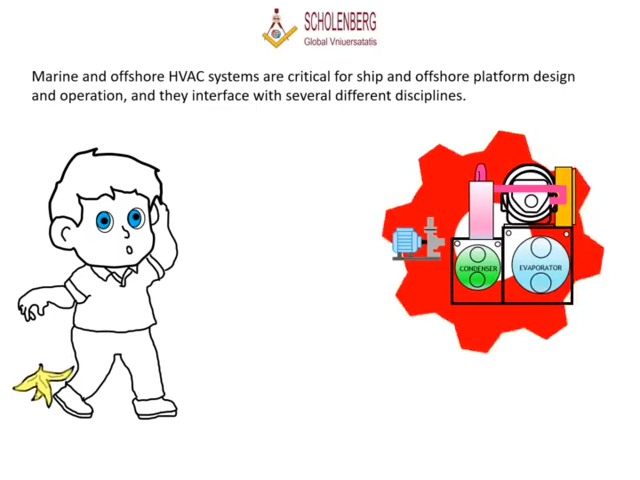 SCHOLENBERG
Global Vniuersatatis
Marine and offshore HVAC systems are critical for ship and offshore platform design
and operation, and they interface with several different disciplines.
CONDENSER
EVAPORATOR